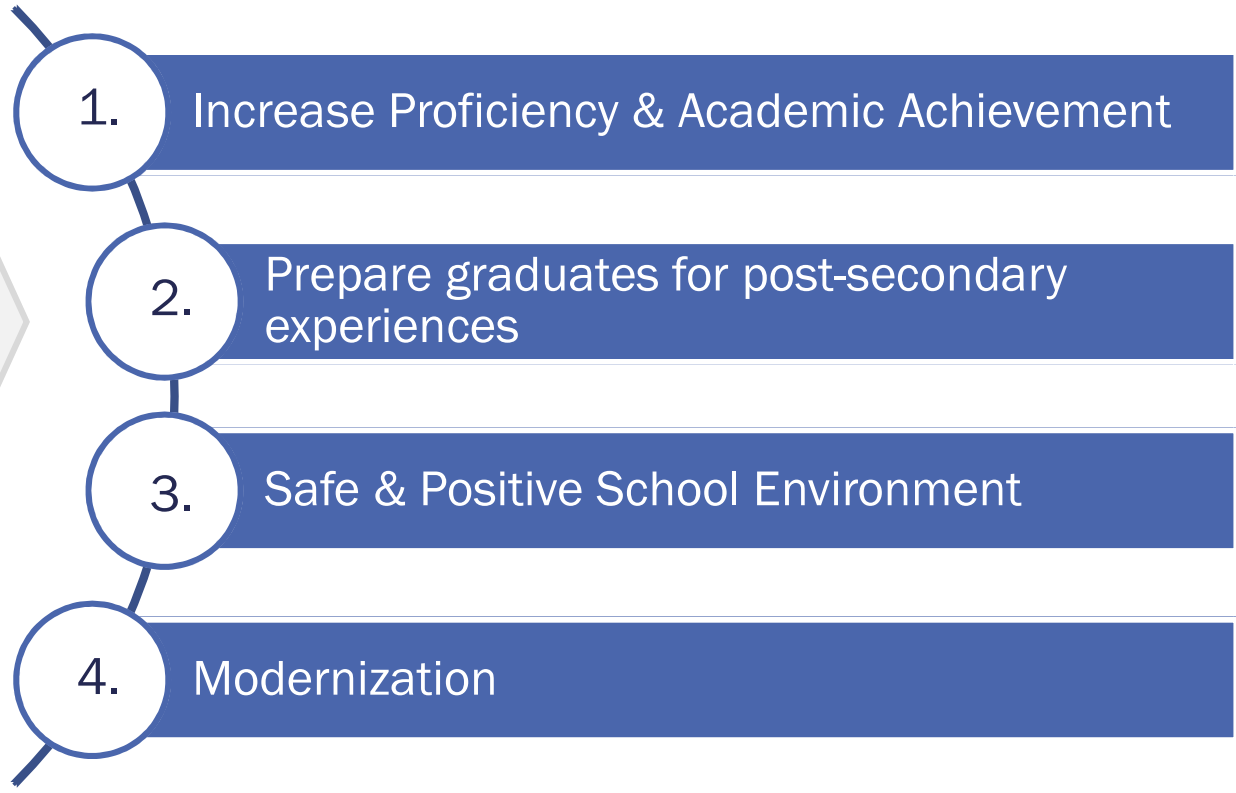 1. Increase Proficiency & Academic Achievement
2. Prepare graduates for post-secondary
experiences
3. Safe & Positive School Environment
4. Modernization